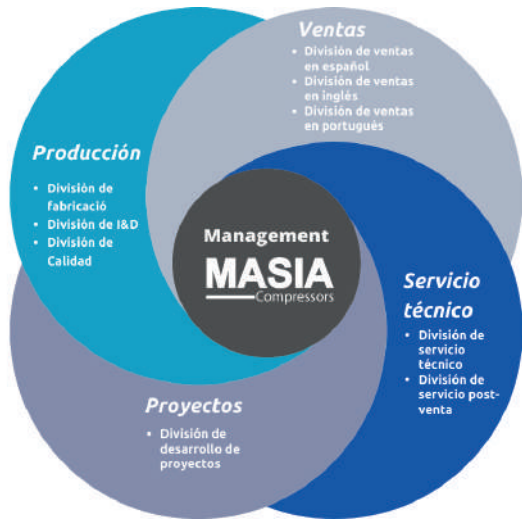 Ventas
• División de ventas
en español
• División de ventas
en inglés
• División de ventas
en portugués
Producción
• División de
fabricació
• División de I&D
• División de
Calidad
Management
MASIA
Compressors
Servicio
técnico
• División de
servicio
técnico
• División de
servicio post-
venta
Proyectos
• División de
desarrollo de
proyectos